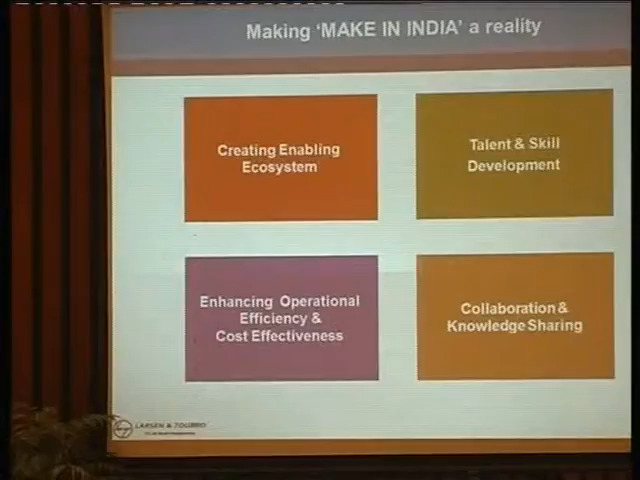 Making 'MAKE IN INDIA' a reality
Creating Enabling
Ecosystem
Talent & Skill
Development
Enhancing Operational
Efficiency &
Cost Effectiveness
Collaboration &
Knowledge Sharing
LARSEN & TOUBRO